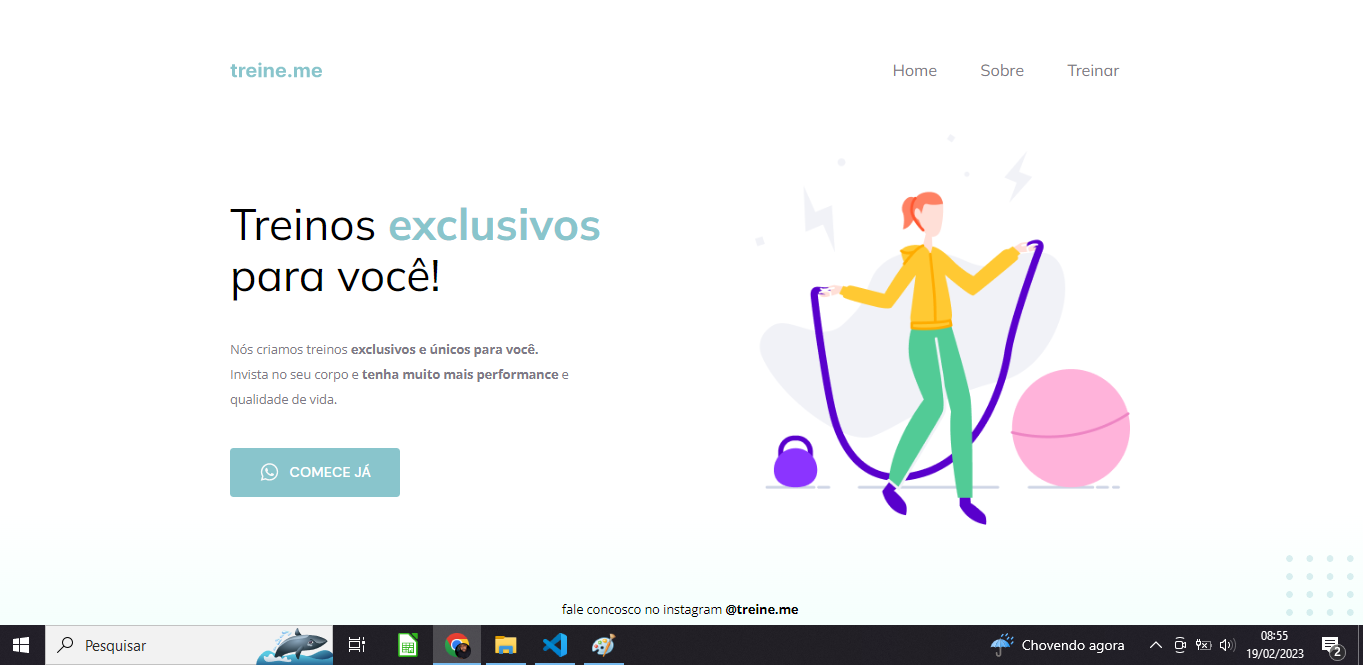 treine.me
Home Sobre Treinar
Treinos exclusivos
para você!
Nós criamos treinos exclusivos e únicos para você.
Invista no seu corpo e tenha muito mais performance e
qualidade de vida.
COMECE JÁ
fale concosco no instagram @treine.me
Pesquisar
Chovendo agora
08:55
19/02/2023
2